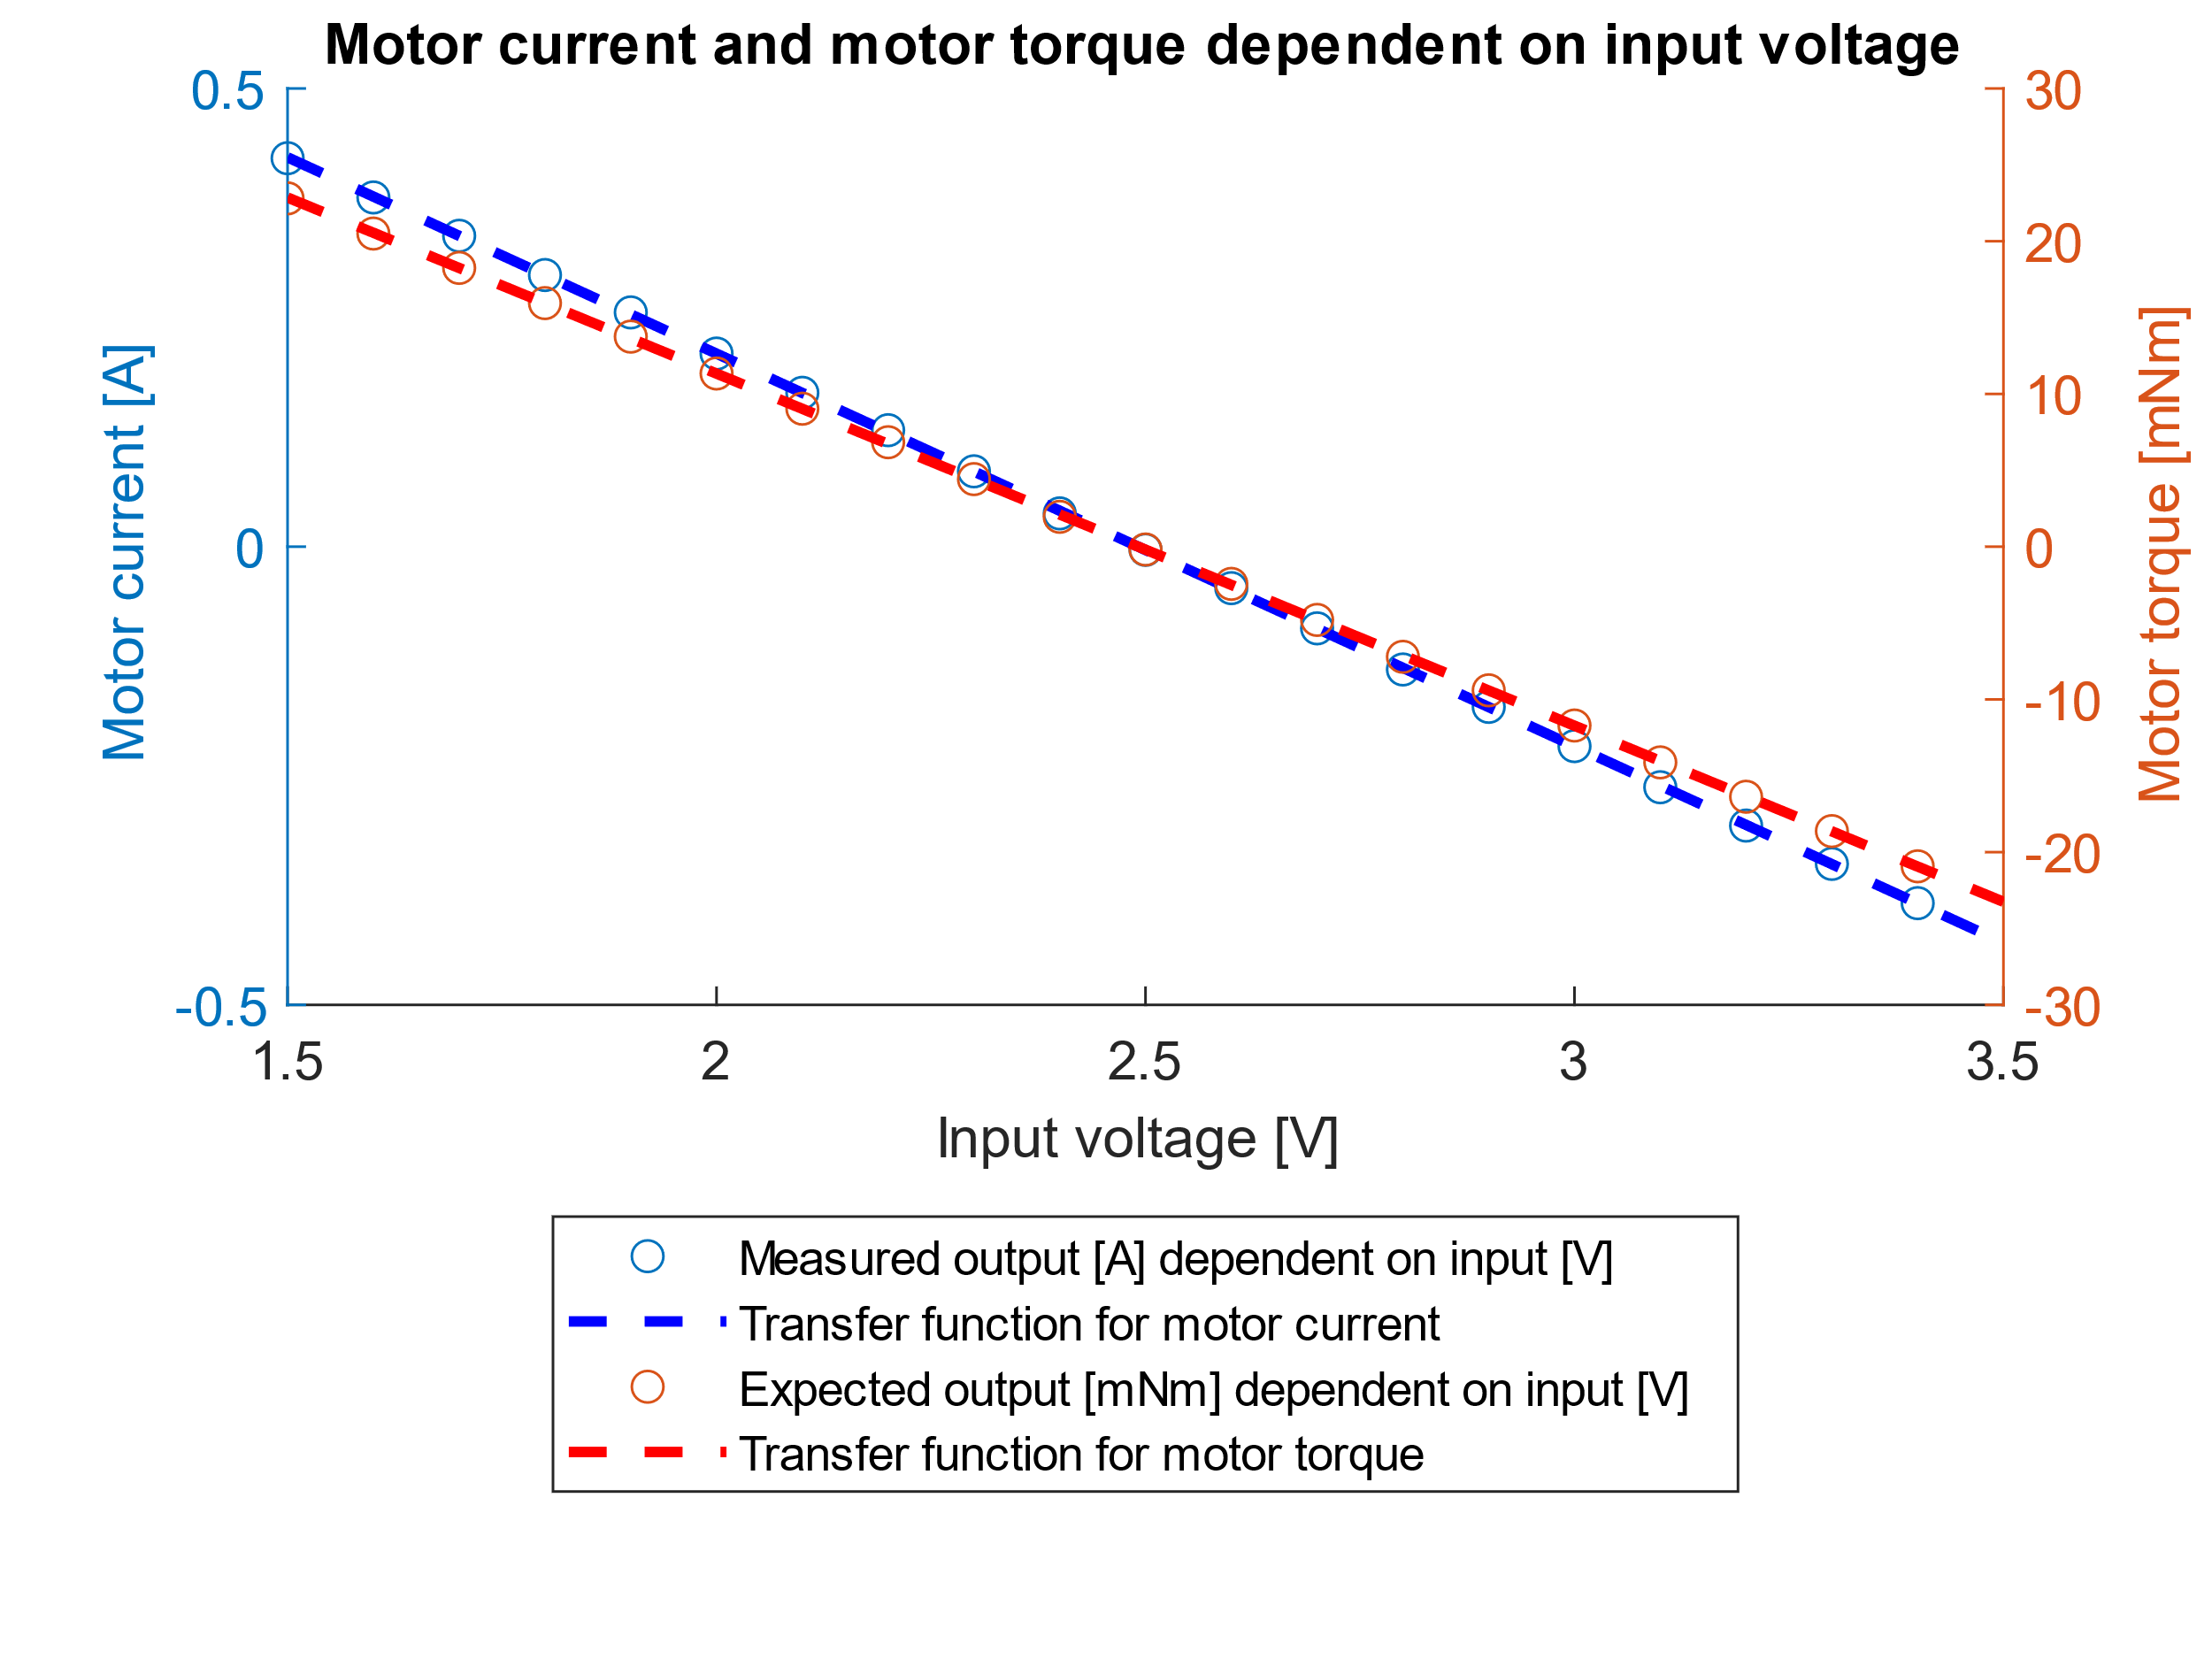 Motor current and motor torque dependent on input voltage
0.5
0
-0.5
Motor current [A]
30
20
10
0
-10
-20
-30
Motor torque [mNm]
1.5
2
2.5
3
3.5
Input voltage [V]
Measured output [A] dependent on input [V]
Transfer function for motor current
Expected output [mNm] dependent on input [V]
Transfer function for motor torque